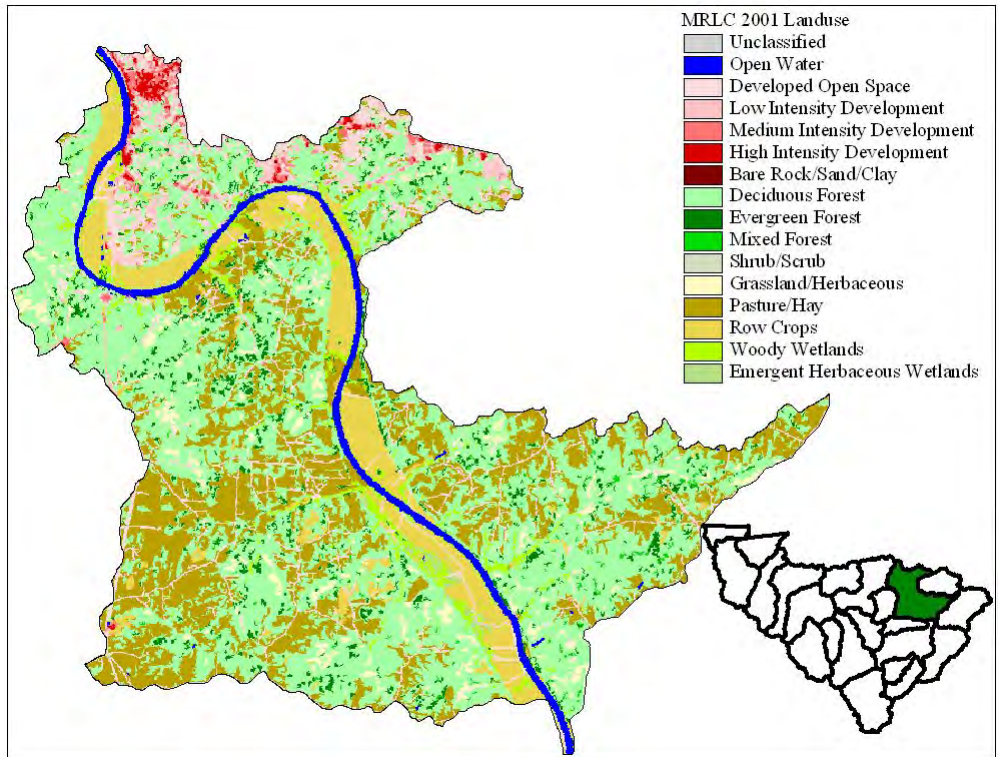 MRLC 2001 Landuse
Unclassified
Open Water
Developed Open Space
Low Intensity Development
Medium Intensity Development
High Intensity Development
Bare Rock/Sand/Clay
Deciduous Forest
Evergreen Forest
Mixed Forest
Shrub/Scrub
Grassland/Herbaceous
Pasture/Hay
Row Crops
Woody Wetlands
Emergent Herbaceous Wetlands